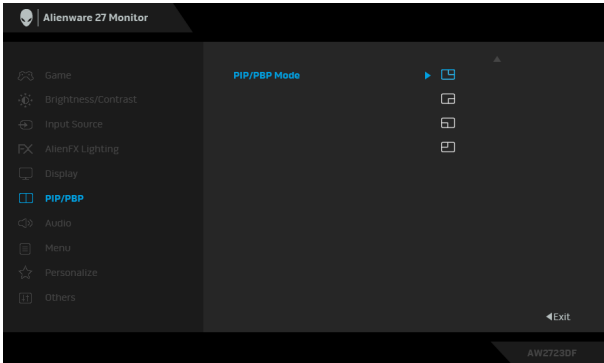 Alienware 27 Monitor
Game
Brightness/Contrast
Input Source
AlienFX Lighting
Display
PIP/PBP
Audio
Menu
Personalize
Others
PIP/PBP Mode
Exit
AW2723DF